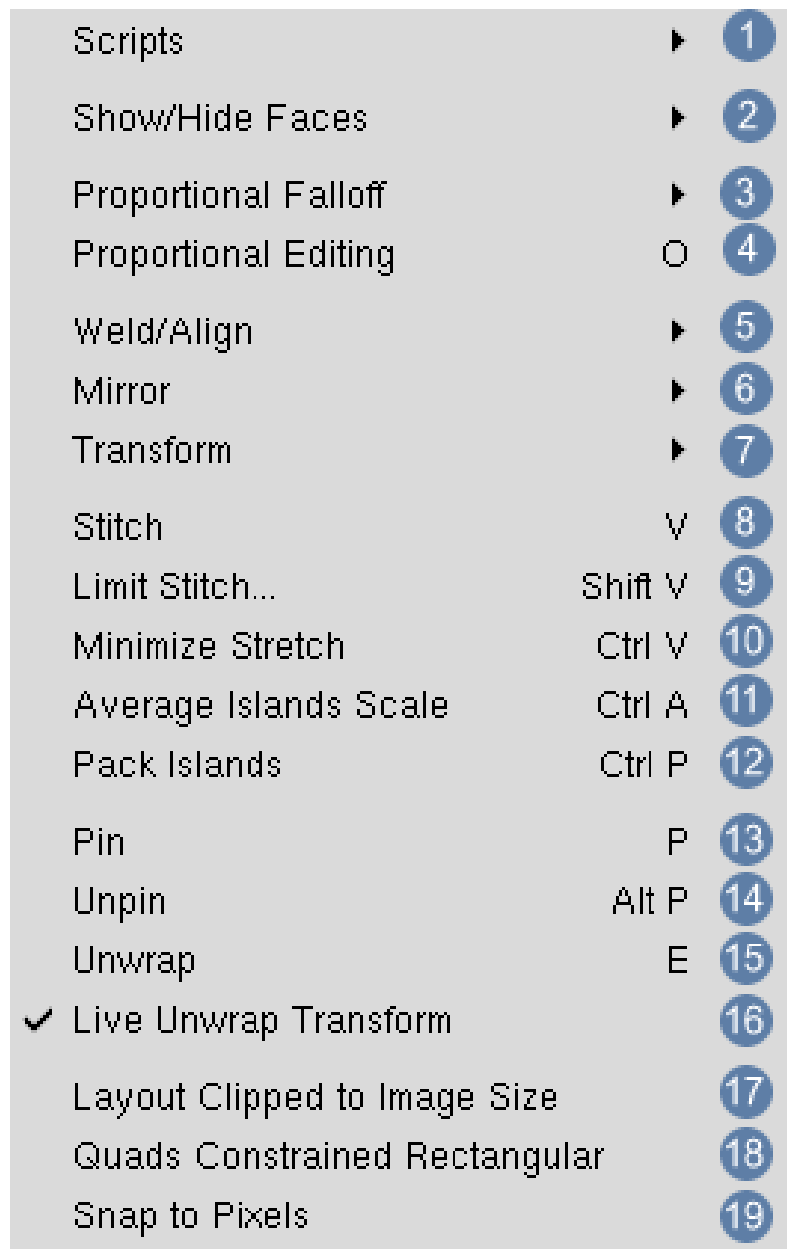 Scripts 1
Show/Hide Faces 2
Proportional Falloff 3
Proportional Editing O 4
Weld/Align 5
Mirror 6
Transform 7
Stitch V 8
Limit Stitch... Shift V 9
Minimize Stretch Ctrl V 10
Average Islands Scale Ctrl A 11
Pack Islands Ctrl P 12
Pin P 13
Unpin Alt P 14
Unwrap E 15
Live Unwrap Transform 16
Layout Clipped to Image Size 17
Quads Constrained Rectangular 18
Snap to Pixels 19